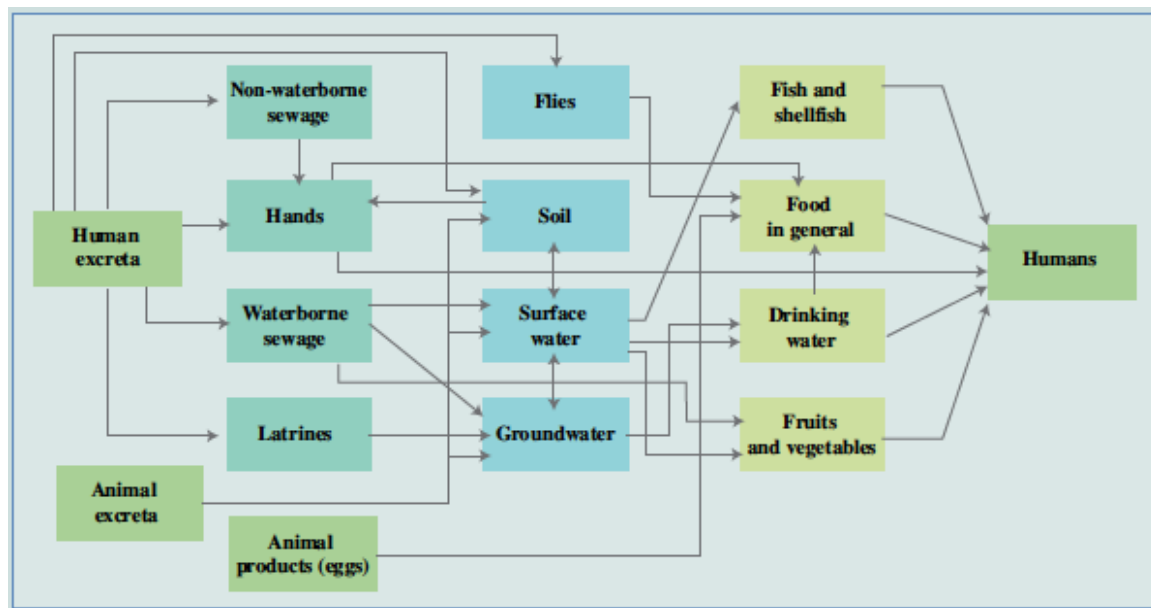 Non-waterborne
sewage
Flies
Fish and
shellfish
Hands
Soil
Food
in general
Human
excreta
Humans
Waterborne
sewage
Surface
water
Drinking
water
Latrines
Groundwater
Fruits
and vegetables
Animal
excreta
Animal
products (eggs)